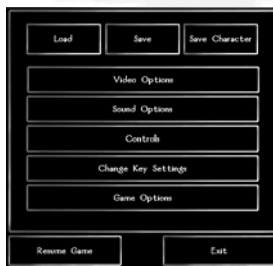 Load Save Save Character
Video Options
Sound Options
Controls
Change Key Settings
Game Options
Resume Game Exit